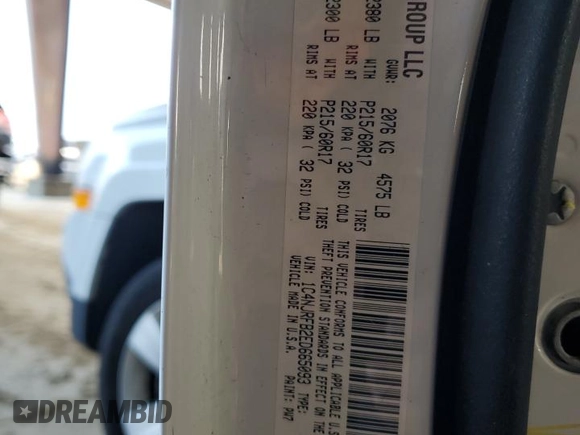 ROUP LLC
GVWR: 2076 KG 4575 LB
2380 LB WITH P215/60R17 TIRES
RIMS AT 220 KPA ( 32 PSI) COLD
2300 LB WITH P215/60R17 TIRES
RIMS AT 220 KPA ( 32 PSI) COLD
THIS VEHICLE CONFORMS TO ALL APPLICABLE U.S
THEFT PREVENTION STANDARDS IN EFFECT ON THE
VIN: 1C4NJRFB2ED665093 TYPE:
VEHICLE MADE IN U.S.A. PAINT: PW7
DREAMBID